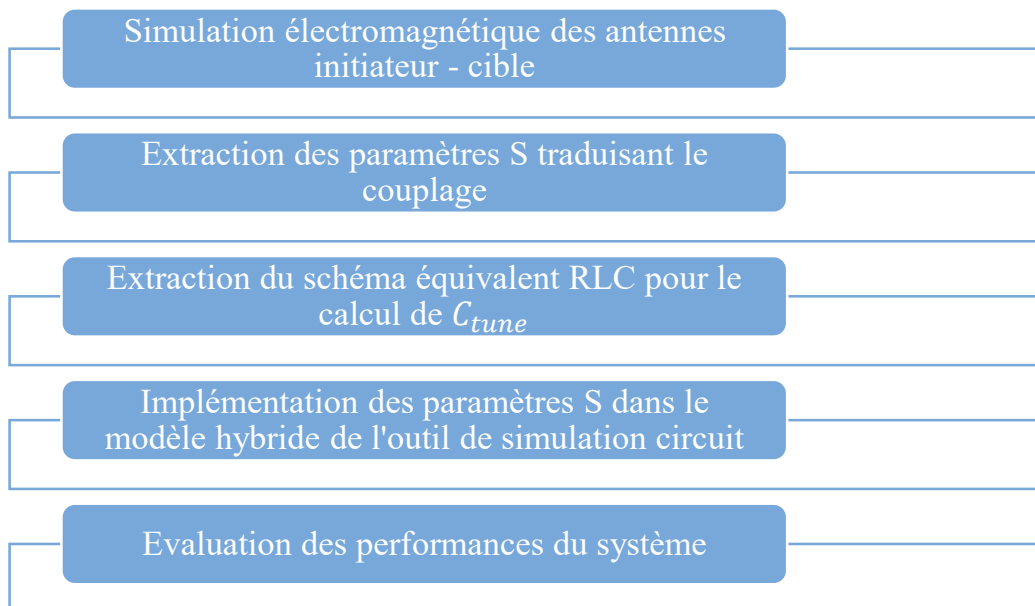 Simulation électromagnétique des antennes
initiateur - cible
Extraction des paramètres S traduisant le
couplage
Extraction du schéma équivalent RLC pour le
calcul de C_{tune}
Implémentation des paramètres S dans le
modèle hybride de l'outil de simulation circuit
Evaluation des performances du système